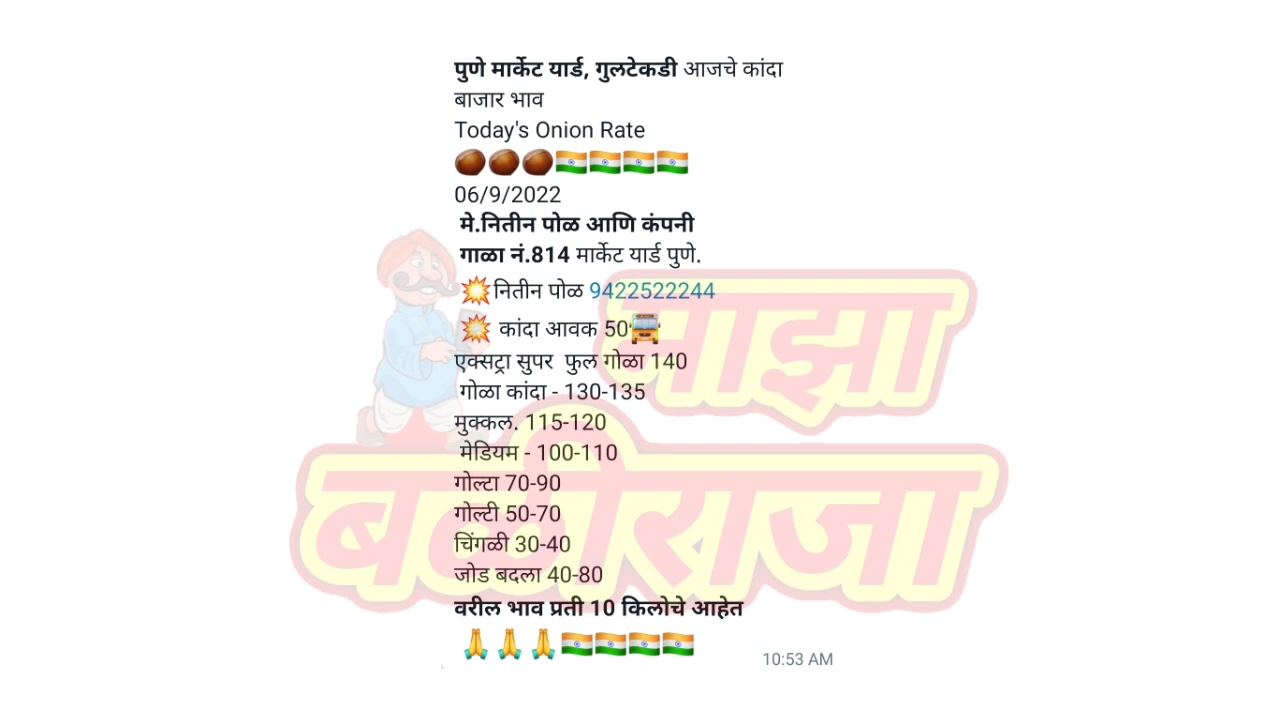 पुणे मार्केट यार्ड, गुलटेकडी आजचे कांदा
बाजार भाव
Today's Onion Rate
06/9/2022
मे.नितीन पोळ आणि कंपनी
गाळा नं.814 मार्केट यार्ड पुणे.
नितीन पोळ 9422522244
कांदा आवक 50
एक्सट्रा सुपर फुल गोळा 140
गोळा कांदा - 130-135
मुक्कल. 115-120
मेडियम - 100-110
गोल्टा 70-90
गोल्टी 50-70
चिंगळी 30-40
जोड बदला 40-80
वरील भाव प्रती 10 किलोचे आहेत
10:53 AM
माझा
बळीराजा